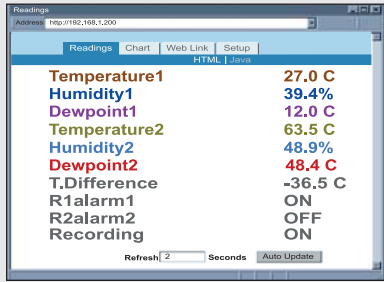 Readings
Address http://192,168,1,200
Readings Chart Web Link Setup
HTML | Java
Temperature1 27.0 C
Humidity1 39.4%
Dewpoint1 12.0 C
Temperature2 63.5 C
Humidity2 48.9%
Dewpoint2 48.4 C
T.Difference -36.5 C
R1alarm1 ON
R2alarm2 OFF
Recording ON
Refresh 2 Seconds Auto Update